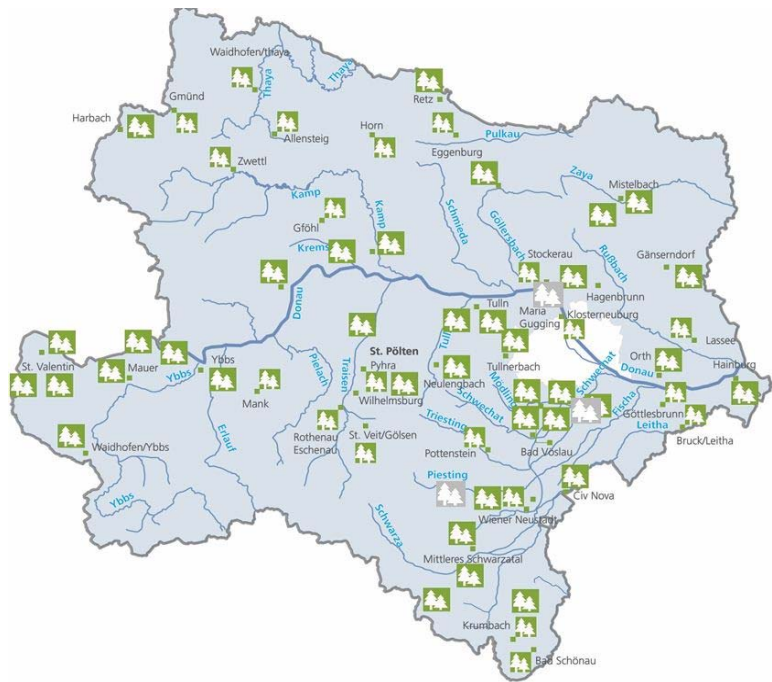 Waidhofen/thaya
Thaya
Thaya
Gmünd
Retz
Harbach
Allensteig
Horn
Pulkau
Eggenburg
Zwettl
Zaya
Mistelbach
Kamp
Gföhl
Kamp
Schmieda
Göllersbach
Krems
Rußbach
Stockerau
Gänserndorf
Hagenbrunn
Donau
Tulln
Maria
Gugging
Klosterneuburg
Lassee
St. Pölten
Tull
Tullnerbach
Orth
Hainburg
St. Valentin
Mauer
Ybbs
Ybbs
Pielach
Traisen
Pyhra
Neulengbach
Mödling
Schwechat
Donau
Mank
Wilhelmsburg
Schwechat
Fischa
Göttlesbrunn
Leitha
Triesting
Rothenau
Eschenau
St. Veit/Gölsen
Bruck/Leitha
Waidhofen/Ybbs
Erlauf
Pottenstein
Bad Vöslau
Piesting
Civ Nova
Ybbs
Schwarza
Wiener Neustadt
Mittleres Schwarzatal
Krumbach
Bad Schönau